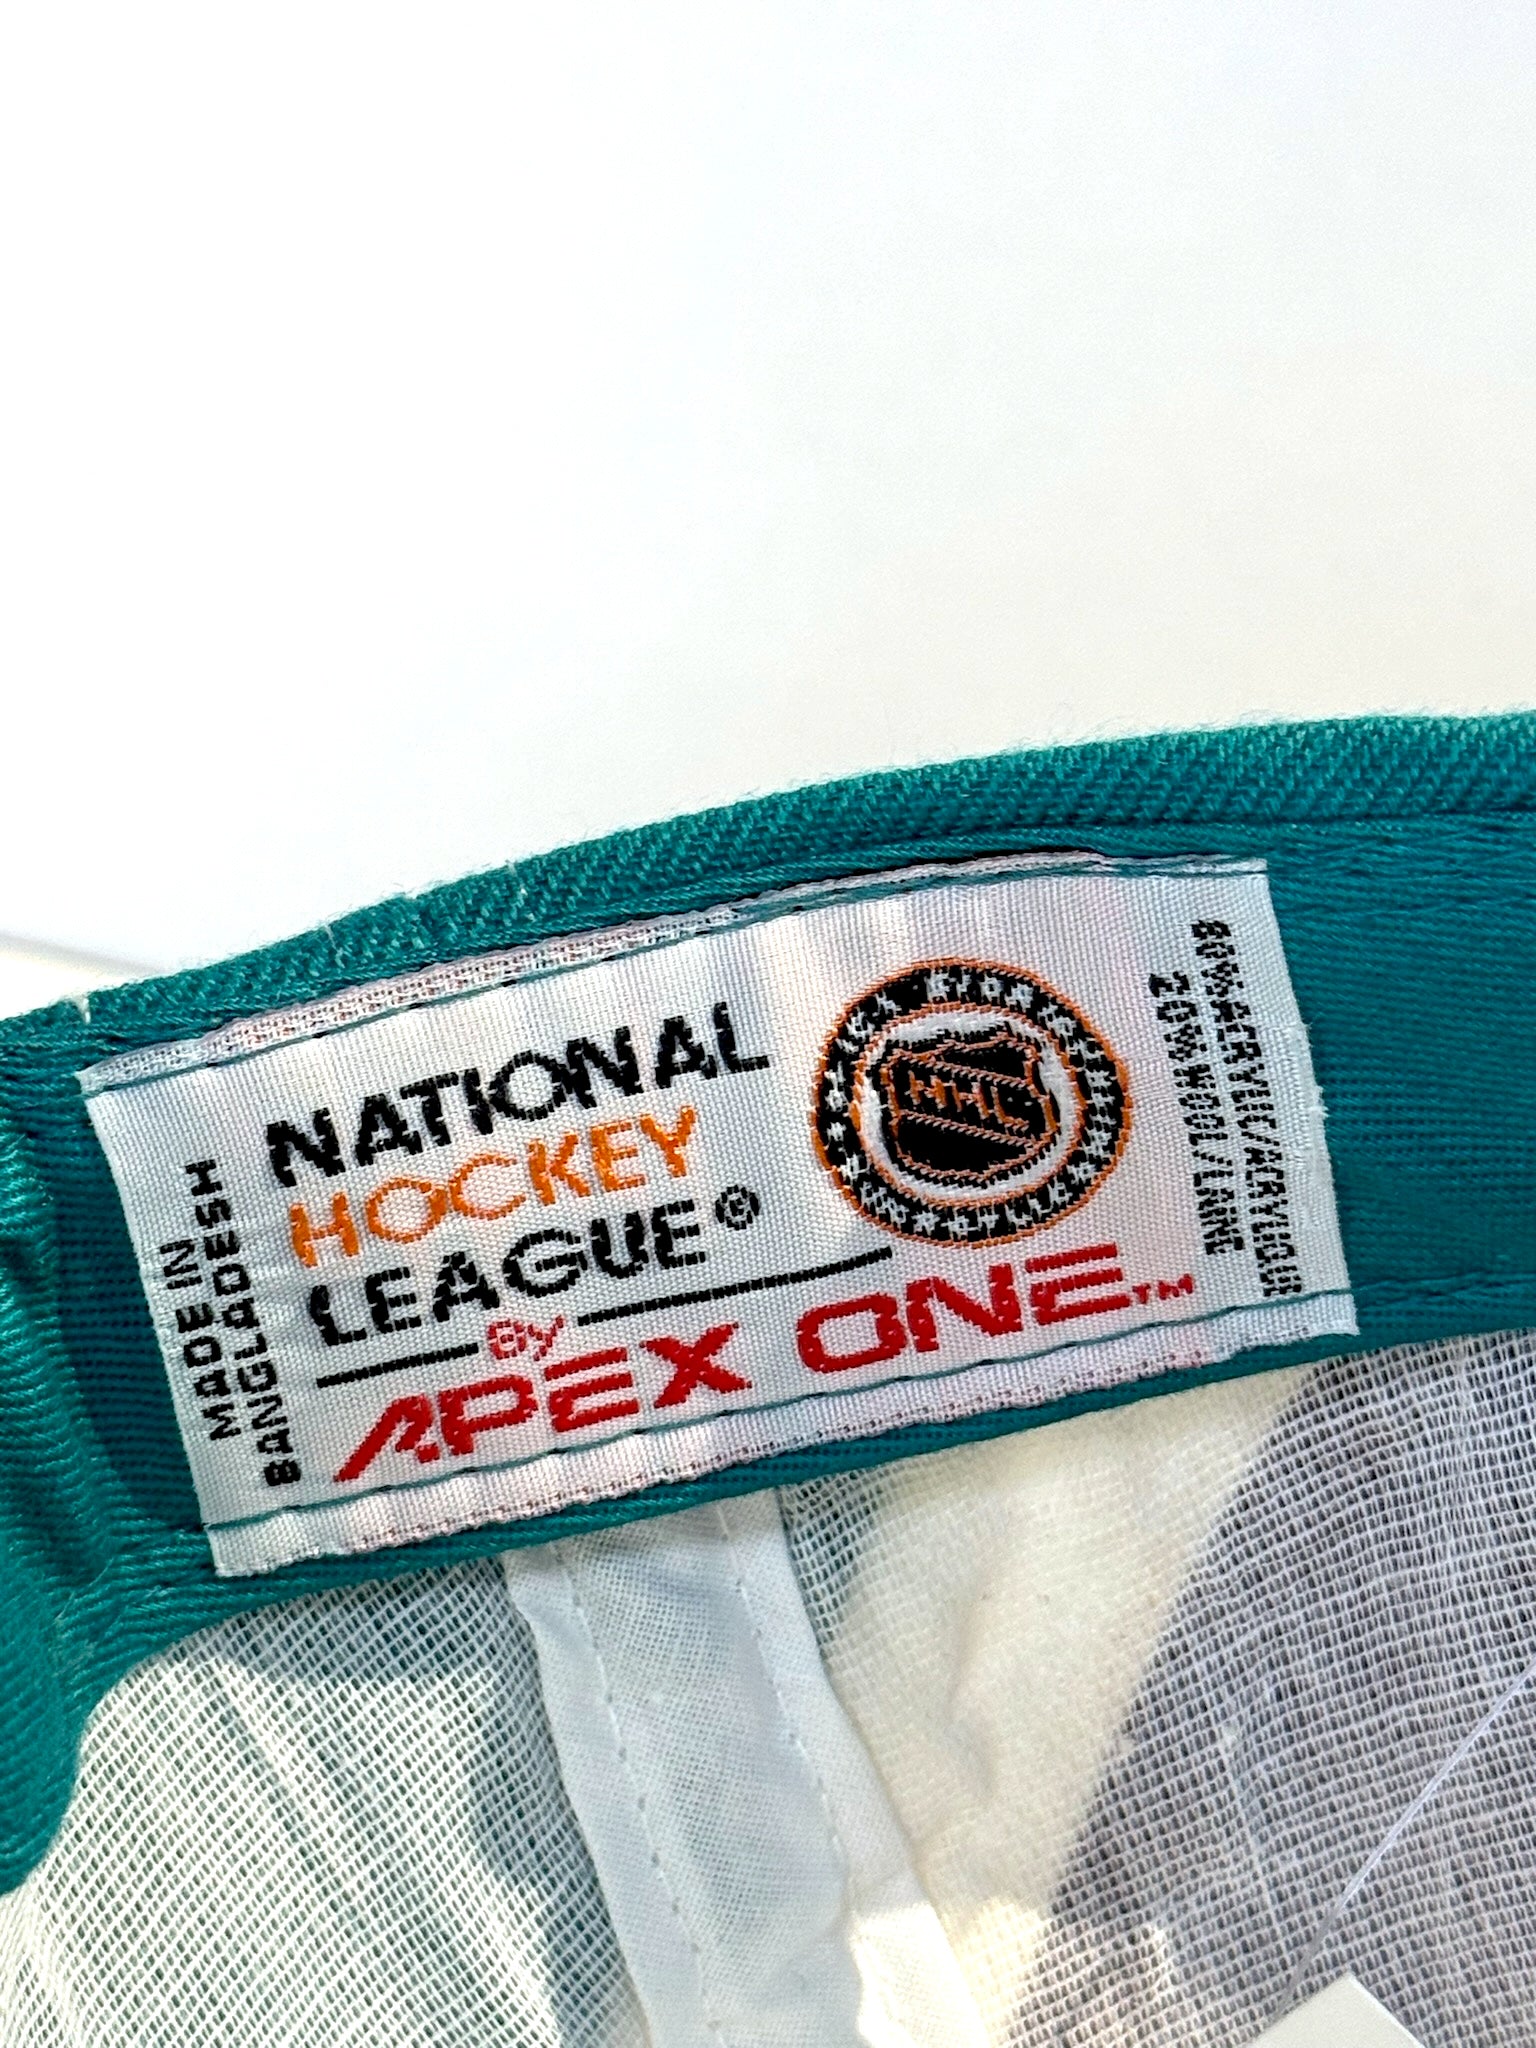 MADE IN
BANGLADESH
NATIONAL
HOCKEY
LEAGUE
BY
APEX ONE™
NHL
80% ACRYLIC/ACRYLIQUE
20% WOOL/LAINE